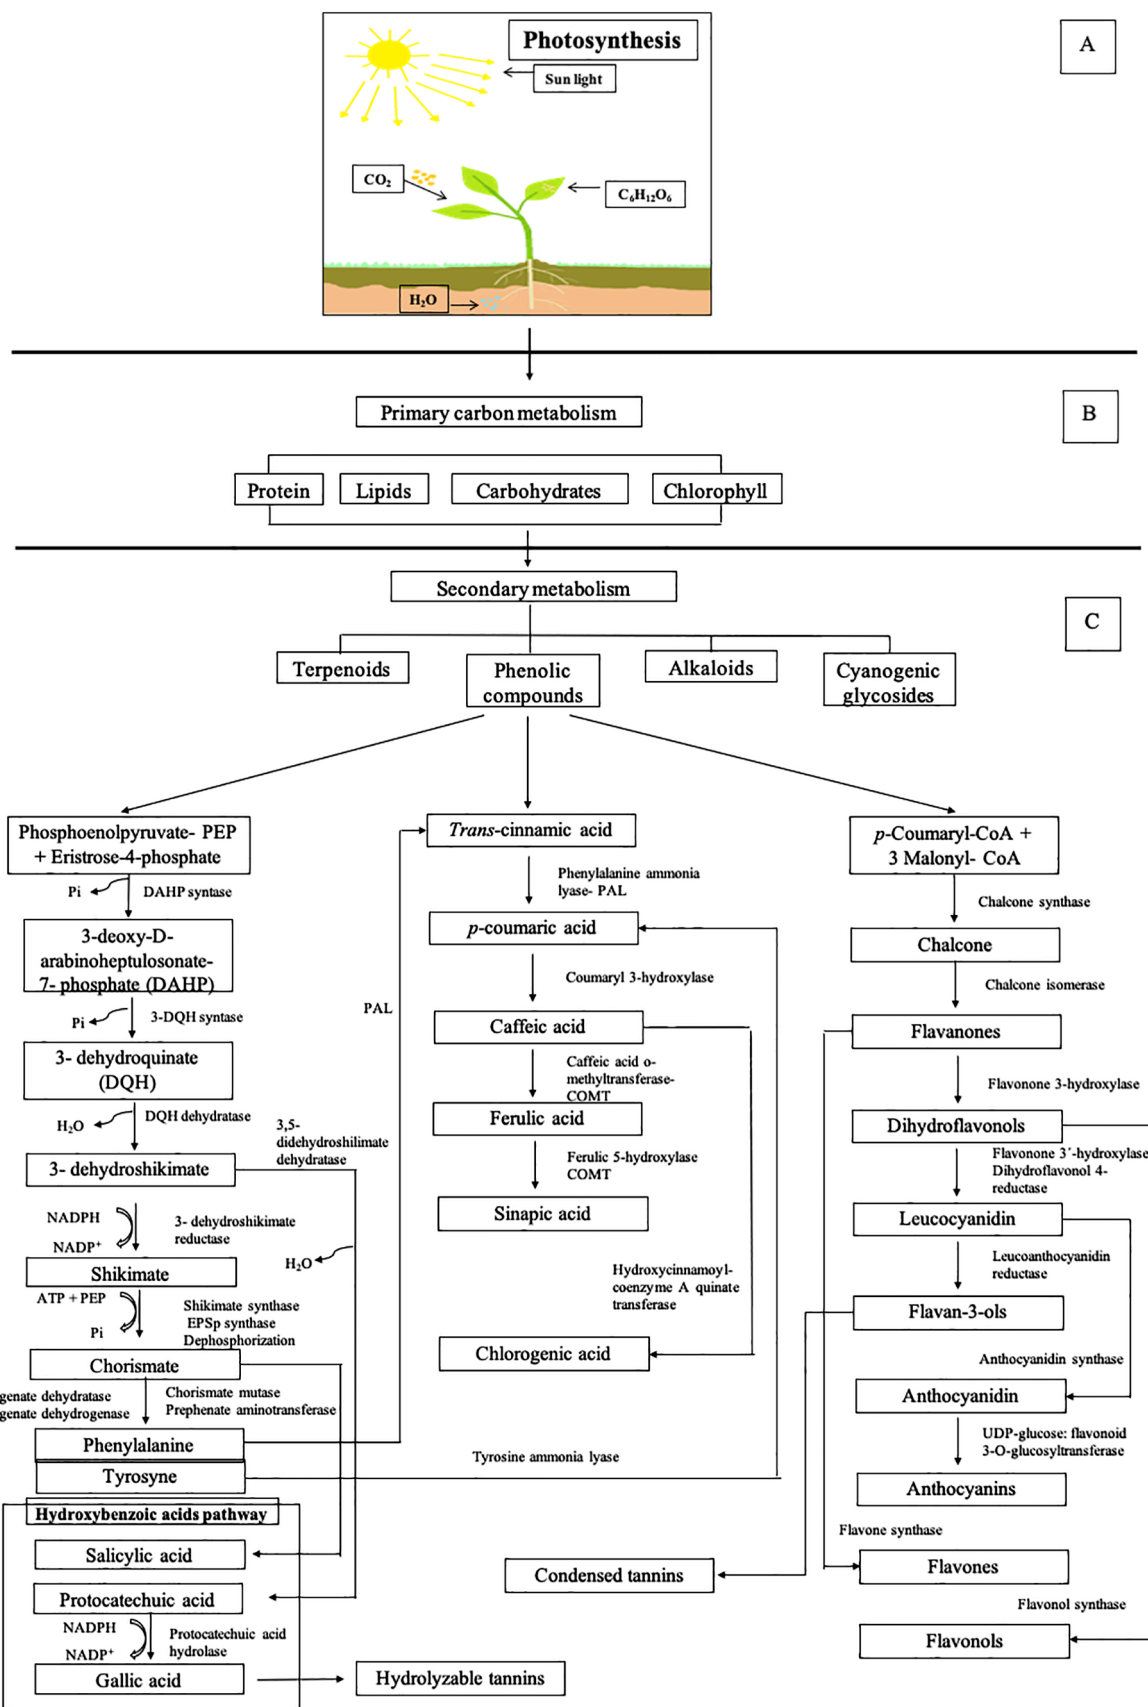 Photosynthesis
A
Sun light
CO₂
C₆H₁₂O₆
H₂O
Primary carbon metabolism
B
Protein
Lipids
Carbohydrates
Chlorophyll
Secondary metabolism
C
Terpenoids
Phenolic
compounds
Alkaloids
Cyanogenic
glycosides
Phosphoenolpyruvate- PEP
+ Eristrose-4-phosphate
Pi
DAHP syntase
3-deoxy-D-
arabinoheptulosonate-
7- phosphate (DAHP)
Pi
3-DQH syntase
3- dehydroquinate
(DQH)
H₂O
DQH dehydratase
3,5-
didehydroshilimate
dehydratase
3- dehydroshikimate
NADPH
NADP⁺
3- dehydroshikimate
reductase
H₂O
Shikimate
ATP + PEP
Pi
Shikimate synthase
EPSp synthase
Dephosphorization
Chorismate
genate dehydratase
genate dehydrogenase
Chorismate mutase
Prephenate aminotransferase
Phenylalanine
Tyrosyne
Hydroxybenzoic acids pathway
Salicylic acid
Protocatechuic acid
NADPH
NADP⁺
Protocatechuic acid
hydrolase
Gallic acid
Hydrolyzable tannins
PAL
Trans-cinnamic acid
Phenylalanine ammonia
lyase- PAL
p-coumaric acid
Coumaryl 3-hydroxylase
Caffeic acid
Caffeic acid o-
methyltransferase-
COMT
Ferulic acid
Ferulic 5-hydroxylase
COMT
Sinapic acid
Hydroxycinnamoyl-
coenzyme A quinate
transferase
Chlorogenic acid
Tyrosine ammonia lyase
Condensed tannins
p-Coumaryl-CoA +
3 Malonyl- CoA
Chalcone synthase
Chalcone
Chalcone isomerase
Flavanones
Flavonone 3-hydroxylase
Dihydroflavonols
Flavonone 3´-hydroxylase
Dihydroflavonol 4-
reductase
Leucocyanidin
Leucoanthocyanidin
reductase
Flavan-3-ols
Anthocyanidin synthase
Anthocyanidin
UDP-glucose: flavonoid
3-O-glucosyltransferase
Anthocyanins
Flavone synthase
Flavones
Flavonol synthase
Flavonols